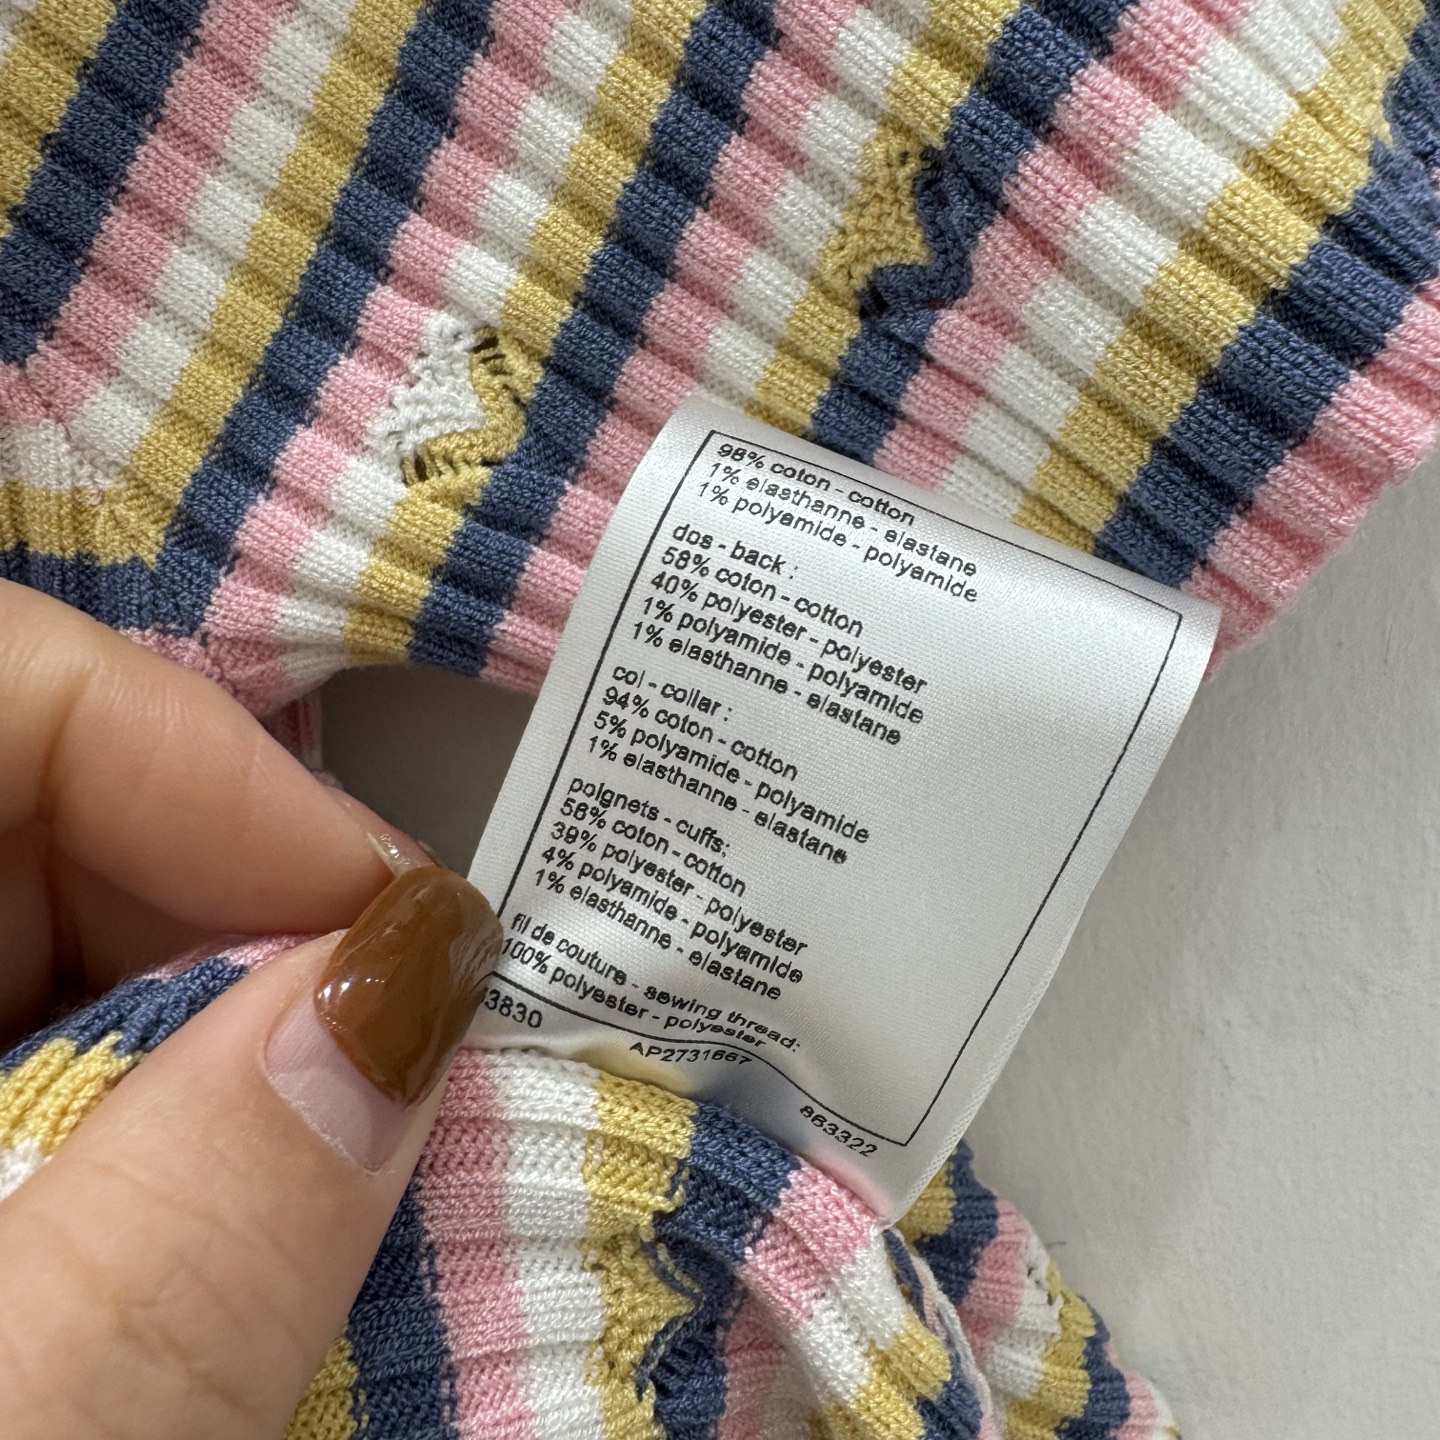 98% coton - cotton
1% elasthanne - elastane
1% polyamide - polyamide
dos - back :
58% coton - cotton
40% polyester - polyester
1% polyamide - polyamide
1% elasthanne - elastane
col - collar :
94% coton - cotton
5% polyamide - polyamide
1% elasthanne - elastane
poignets - cuffs:
56% coton - cotton
39% polyester - polyester
4% polyamide - polyamide
1% elasthanne - elastane
fil de couture - sewing thread:
100% polyester - polyester
3830
AP2731667
863322